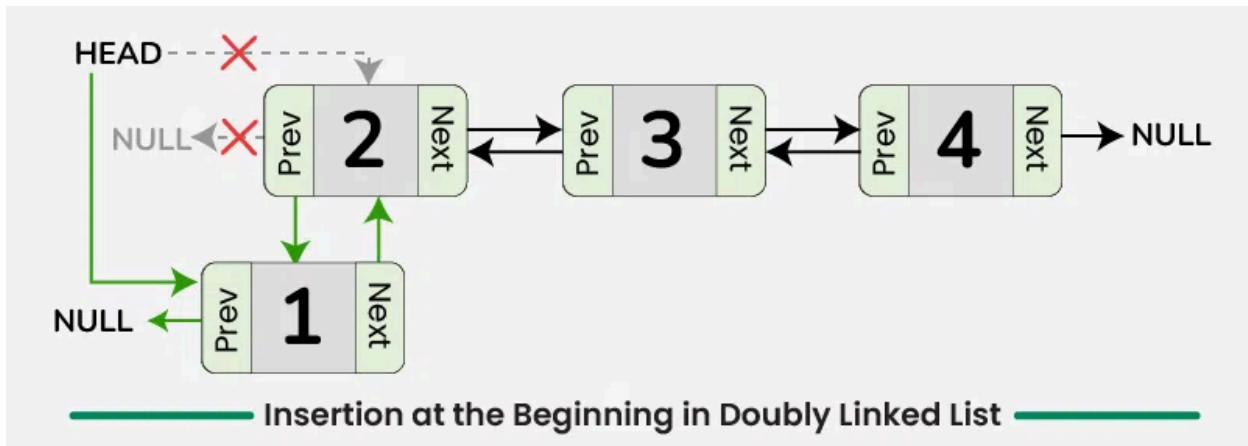 HEAD
NULL Prev 2 Next Prev 3 Next Prev 4 Next NULL
NULL Prev 1 Next
Insertion at the Beginning in Doubly Linked List